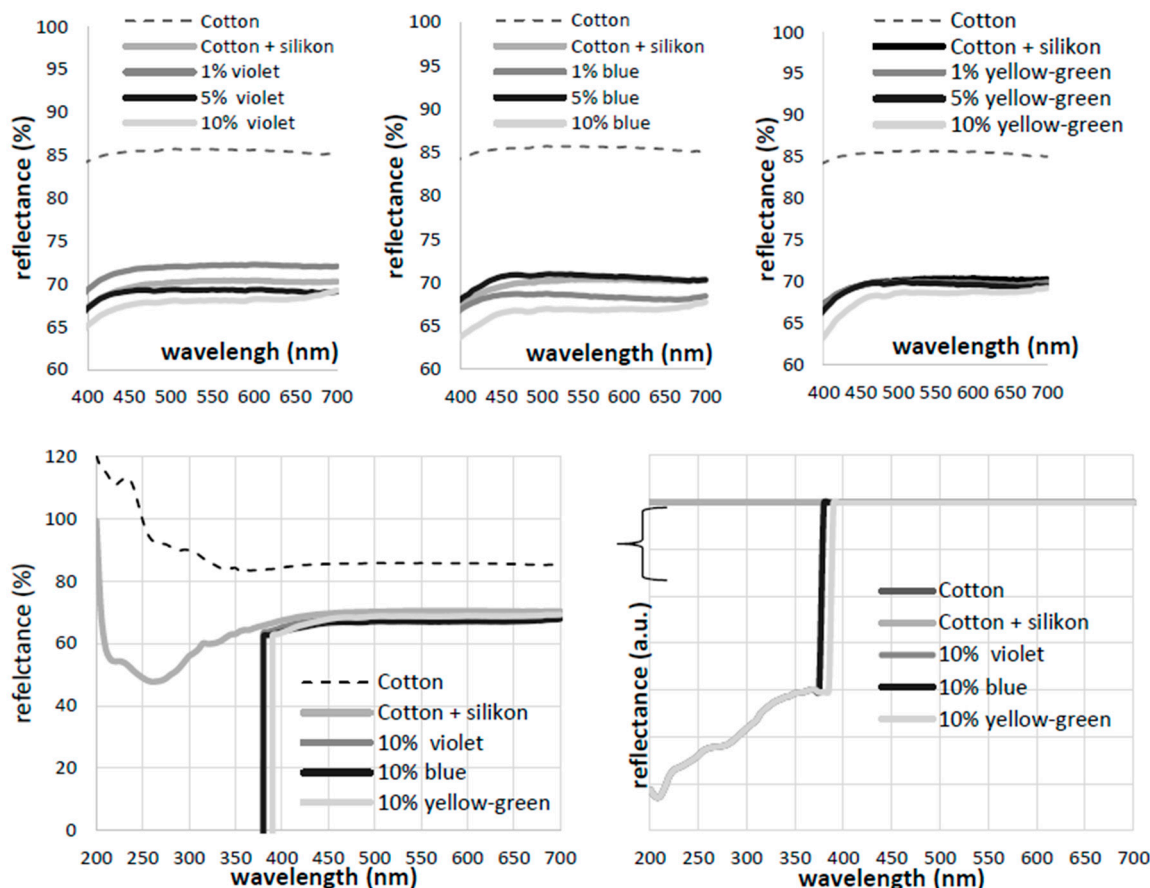 100
95
90
85
80
75
70
65
60
reflectance (%)
Cotton
Cotton + silikon
1% violet
5% violet
10% violet
wavelengh (nm)
400 450 500 550 600 650 700
100
95
90
85
80
75
70
65
60
reflectance (%)
Cotton
Cotton + silikon
1% blue
5% blue
10% blue
wavelength (nm)
400 450 500 550 600 650 700
100
95
90
85
80
75
70
65
60
reflectance (%)
Cotton
Cotton + silikon
1% yellow-green
5% yellow-green
10% yellow-green
wavelength (nm)
400 450 500 550 600 650 700
120
100
80
60
40
20
0
refelctance (%)
Cotton
Cotton + silikon
10% violet
10% blue
10% yellow-green
200 250 300 350 400 450 500 550 600 650 700
wavelength (nm)
reflectance (a.u.)
Cotton
Cotton + silikon
10% violet
10% blue
10% yellow-green
200 250 300 350 400 450 500 550 600 650 700
wavelength (nm)